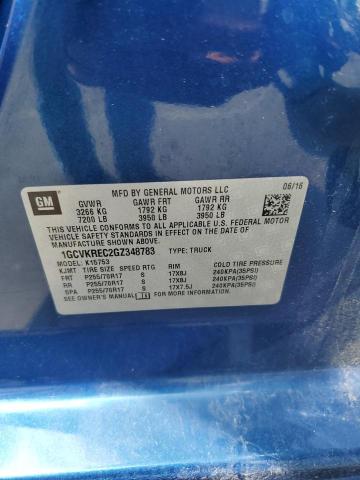 MFD BY GENERAL MOTORS LLC 06/16
GM GVWR GAWR FRT GAWR RR
3266 KG 1792 KG 1792 KG
7200 LB 3950 LB 3950 LB
THIS VEHICLE CONFORMS TO ALL APPLICABLE U.S. FEDERAL MOTOR
VEHICLE SAFETY STANDARDS IN EFFECT ON THE DATE OF
MANUFACTURE SHOWN ABOVE.
1GCVKREC2GZ348783 TYPE: TRUCK
MODEL: K15753
KJMT TIRE SIZE SPEED RTG RIM COLD TIRE PRESSURE
FRT P255/70R17 S 17X8J 240KPA(35PSI)
RR P255/70R17 S 17X8J 240KPA(35PSI)
SPA P255/70R17 S 17X7.5J 240KPA(35PSI)
SEE OWNER MANUAL FOR ADDITIONAL INFORMATION.